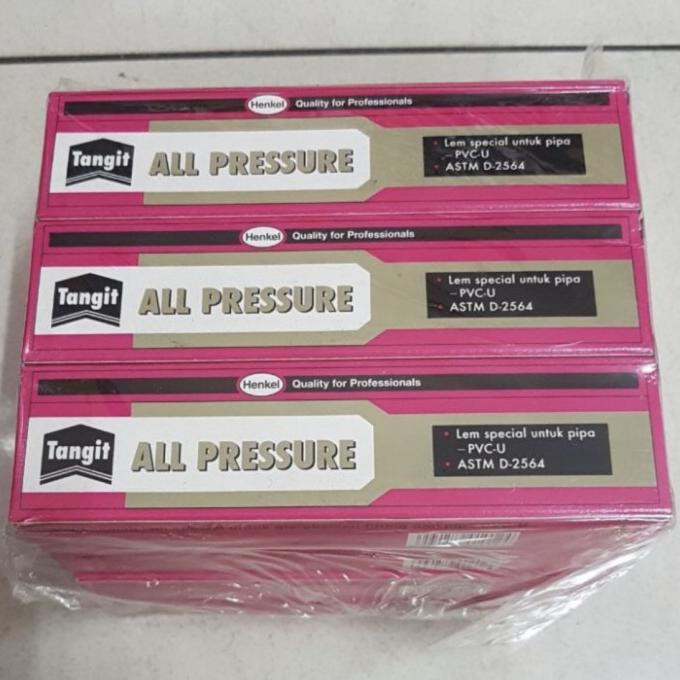 Henkel Quality for Professionals
Tangit ALL PRESSURE
• Lem special untuk pipa
– PVC-U
• ASTM D-2564
Henkel Quality for Professionals
Tangit ALL PRESSURE
• Lem special untuk pipa
– PVC-U
• ASTM D-2564
Henkel Quality for Professionals
Tangit ALL PRESSURE
• Lem special untuk pipa
– PVC-U
• ASTM D-2564